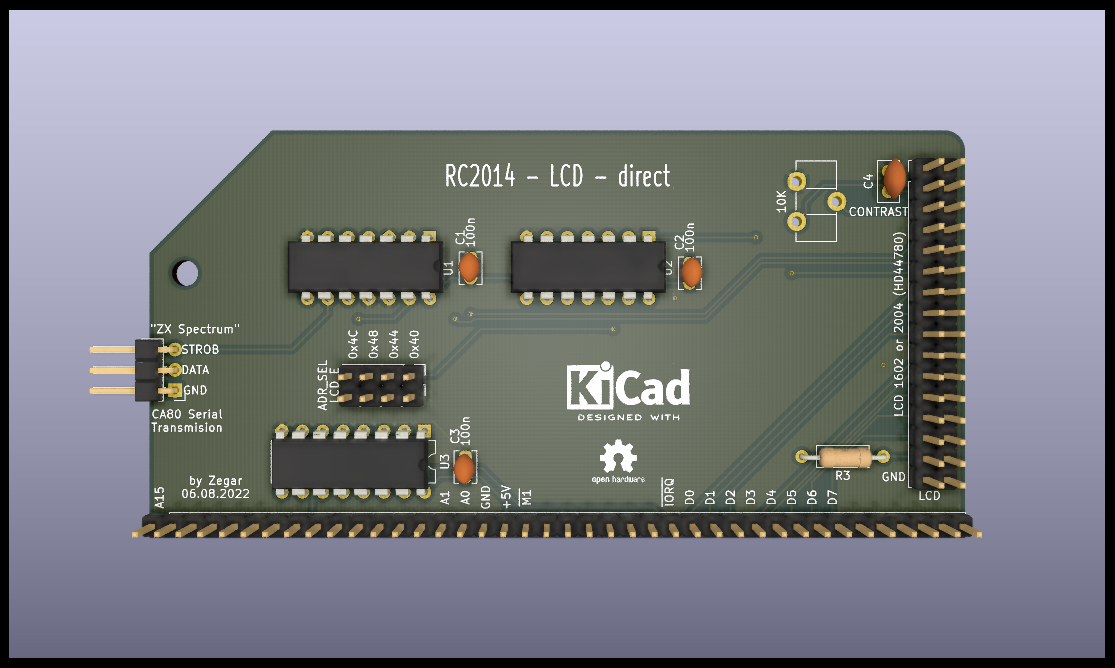 RC2014 - LCD - direct
C4
10K
CONTRAST
C1
100n
U1
C2
100n
U2
LCD 1602 or 2004 (HD44780)
"ZX Spectrum"
STROB
DATA
GND
CA80 Serial
Transmision
0x4C
0x48
0x44
0x40
ADR_SEL
LCD_E
KiCad
DESIGNED WITH
open hardware
C3
100n
U3
R3
GND
LCD
by Zegar
06.08.2022
A15
A1
A0
GND
+5V
M1
IORQ
D0
D1
D2
D3
D4
D5
D6
D7